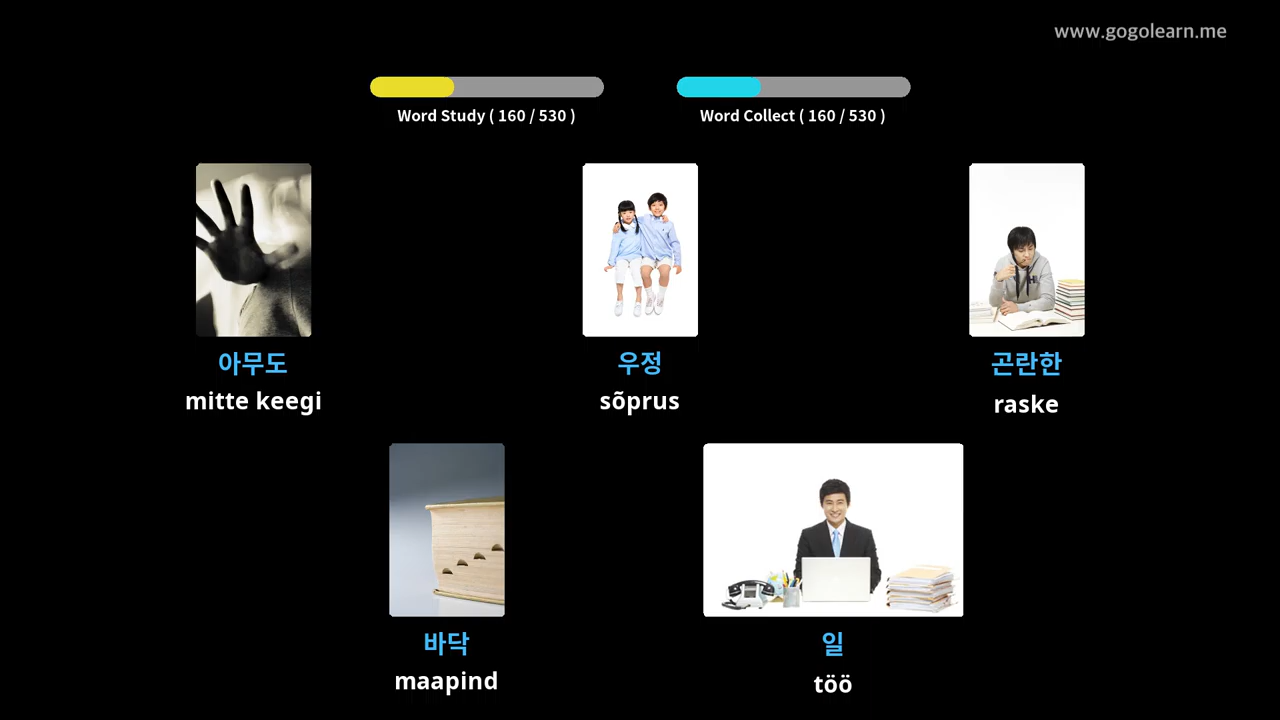 www.gogolearn.me
Word Study ( 160 / 530 )
Word Collect ( 160 / 530 )
아무도
mitte keegi
우정
sõprus
곤란한
raske
바닥
maapind
일
töö